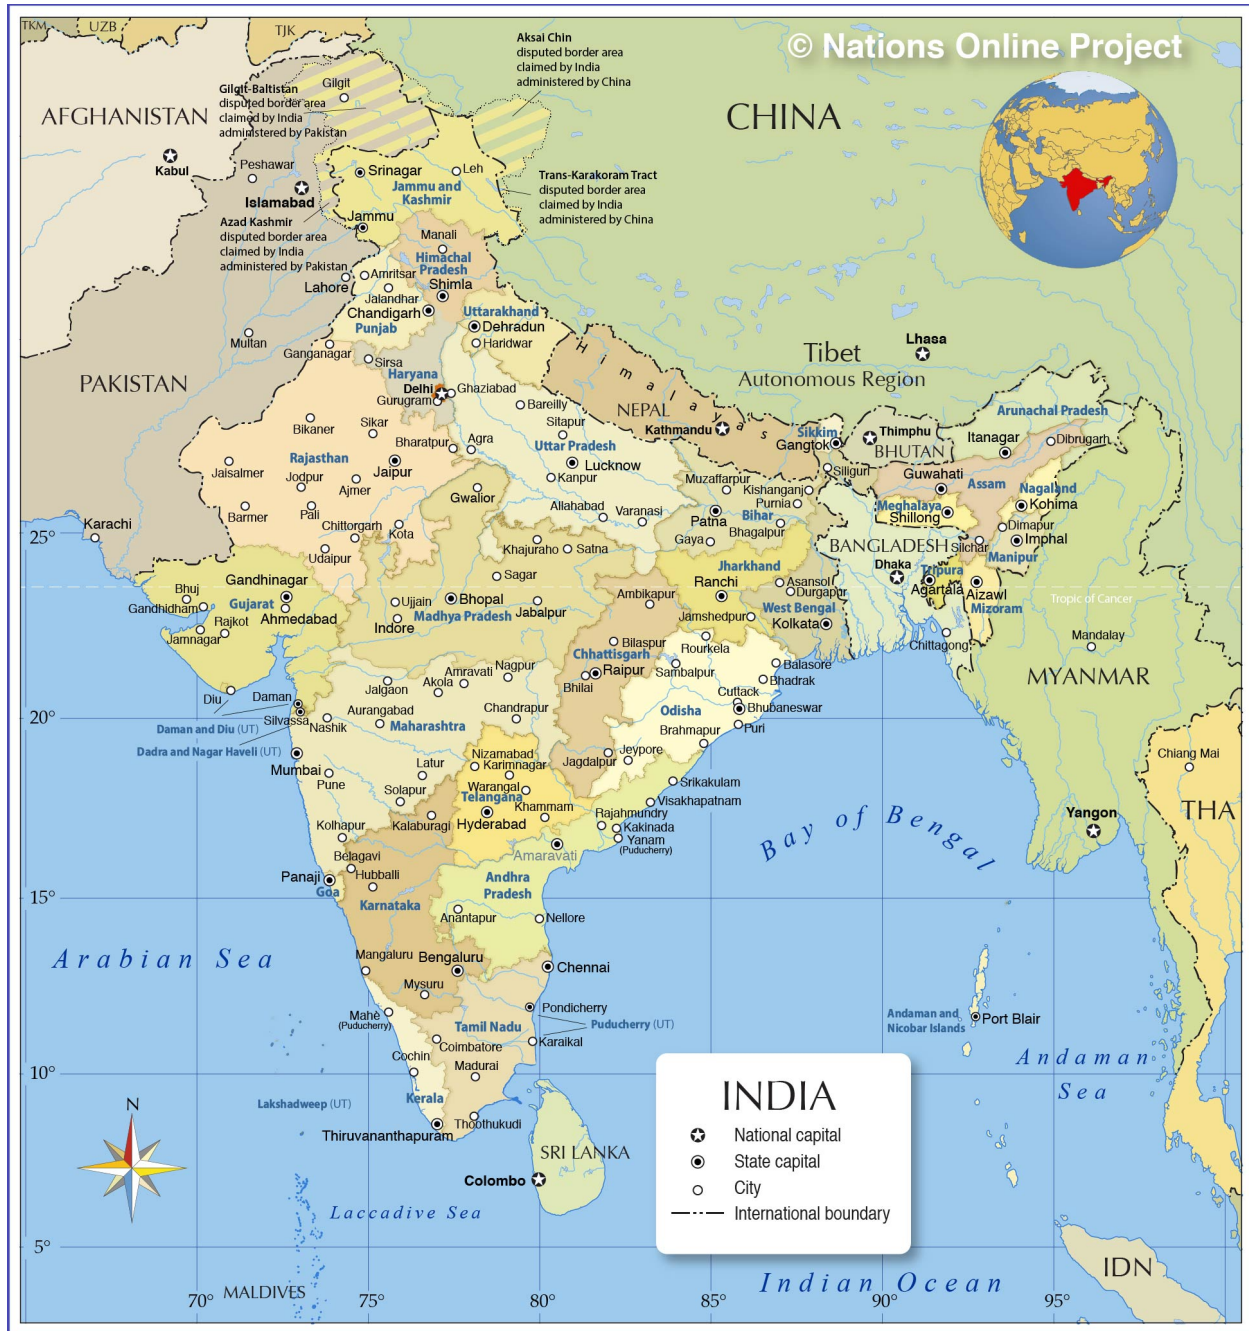 TKM
UZB
TJK
© Nations Online Project
Aksai Chin
disputed border area
claimed by India
administered by China
Gilgit
Gilgit-Baltistan
disputed border area
claimed by India
administered by Pakistan
AFGHANISTAN
CHINA
Kabul
Peshawar
Islamabad
Srinagar
Leh
Jammu and
Kashmir
Trans-Karakoram Tract
disputed border area
claimed by India
administered by China
Azad Kashmir
disputed border area
claimed by India
administered by Pakistan
Jammu
Manali
Himachal
Pradesh
Lahore
Amritsar
Jalandhar
Shimla
Chandigarh
Punjab
Uttarakhand
Dehradun
Haridwar
Multan
Ganganagar
Sirsa
Haryana
Delhi
Ghaziabad
Gurugram
PAKISTAN
Himalayas
NEPAL
Kathmandu
Tibet
Autonomous Region
Lhasa
Bareilly
Sitapur
Uttar Pradesh
Lucknow
Kanpur
Bikaner
Sikar
Bharatpur
Agra
Rajasthan
Jaipur
Jaisalmer
Jodpur
Ajmer
Barmer
Pali
Chittorgarh
Kota
Udaipur
Gwalior
Allahabad
Varanasi
Sikkim
Gangtok
Thimphu
BHUTAN
Siliguri
Arunachal Pradesh
Itanagar
Dibrugarh
Guwahati
Assam
Nagaland
Kohima
Meghalaya
Shillong
Dimapur
Imphal
Silchar
Manipur
Muzaffarpur
Kishanganj
Purnia
Patna
Bihar
Bhagalpur
Gaya
Karachi
25°
Khajuraho
Satna
Sagar
BANGLADESH
Dhaka
Tripura
Agartala
Aizawl
Mizoram
Tropic of Cancer
Chittagong
Mandalay
MYANMAR
Jharkhand
Ranchi
Asansol
Durgapur
West Bengal
Jamshedpur
Kolkata
Bhuj
Gandhinagar
Gandhidham
Gujarat
Ahmedabad
Rajkot
Jamnagar
Ujjain
Bhopal
Indore
Madhya Pradesh
Jabalpur
Ambikapur
Bilaspur
Chhattisgarh
Raipur
Bhilai
Rourkela
Sambalpur
Balasore
Bhadrak
Cuttack
Bhubaneswar
Odisha
Puri
Brahmapur
Diu
Daman
Silvassa
Daman and Diu (UT)
Dadra and Nagar Haveli (UT)
20°
Nagpur
Amravati
Akola
Jalgaon
Aurangabad
Nashik
Maharashtra
Chandrapur
Mumbai
Pune
Latur
Solapur
Nizamabad
Karimnagar
Warangal
Telangana
Khammam
Hyderabad
Jagdalpur
Jeypore
Srikakulam
Visakhapatnam
Rajahmundry
Kakinada
Yanam
(Puducherry)
Amaravati
Chiang Mai
THA
Yangon
Bay of Bengal
Kolhapur
Kalaburagi
Belagavi
Hubballi
Panaji
Goa
Karnataka
15°
Andhra
Pradesh
Anantapur
Nellore
Arabian Sea
Mangaluru
Bengaluru
Chennai
Mysuru
Mahè
(Puducherry)
Pondicherry
Tamil Nadu
Puducherry (UT)
Karaikal
Coimbatore
Cochin
Madurai
Andaman and
Nicobar Islands
Port Blair
Andaman
Sea
10°
Lakshadweep (UT)
Kerala
Thiruvananthapuram
Thoothukudi
N
SRI LANKA
Colombo
Laccadive Sea
INDIA
National capital
State capital
City
International boundary
5°
MALDIVES
Indian Ocean
IDN
70°
75°
80°
85°
90°
95°